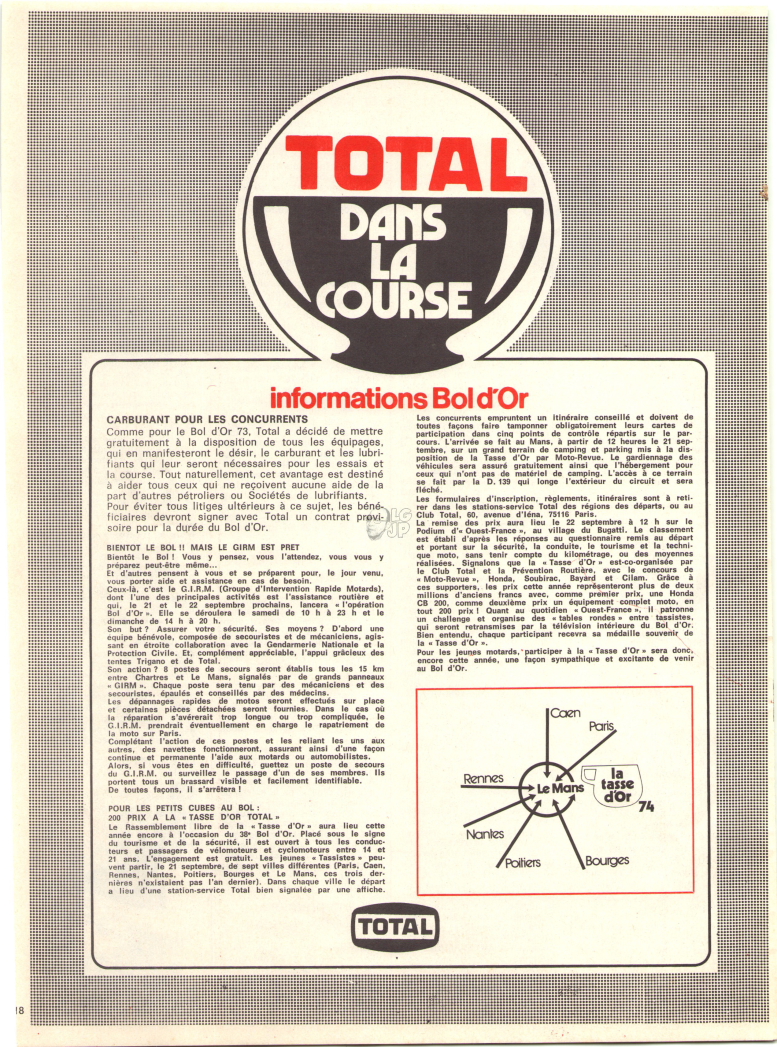 TOTAL
DANS
LA
COURSE
informations Bol d'Or
CARBURANT POUR LES CONCURRENTS
Comme pour le Bol d'Or 73, Total a décidé de mettre
gratuitement à la disposition de tous les équipages,
qui en manifesteront le désir, le carburant et les lubri-
fiants qui leur seront nécessaires pour les essais et
la course. Tout naturellement, cet avantage est destiné
à aider tous ceux qui ne reçoivent aucune aide de la
part d'autres pétroliers ou Sociétés de lubrifiants.
Pour éviter tous litiges ultérieurs à ce sujet, les béné-
ficiaires devront signer avec Total un contrat provi-
soire pour la durée du Bol d'Or.
BIENTOT LE BOL !! MAIS LE GIRM EST PRET
Bientôt le Bol ! Vous y pensez, vous l'attendez, vous vous y
préparez peut-être même...
Et d'autres pensent à vous et se préparent pour, le jour venu,
vous porter aide et assistance en cas de besoin.
Ceux-là, c'est le G.I.R.M. (Groupe d'Intervention Rapide Motards),
dont l'une des principales activités est l'assistance routière et
qui, le 21 et le 22 septembre prochains, lancera « l'opération
Bol d'Or ». Elle se déroulera le samedi de 10 h à 23 h et le
dimanche de 14 h à 20 h.
Son but ? Assurer votre sécurité. Ses moyens ? D'abord une
équipe bénévole, composée de secouristes et de mécaniciens, agis-
sant en étroite collaboration avec la Gendarmerie Nationale et la
Protection Civile. Et, complément appréciable, l'appui grâcieux des
tentes Trigano et de Total.
Son action ? 8 postes de secours seront établis tous les 15 km
entre Chartres et Le Mans, signalés par de grands panneaux
« GIRM ». Chaque poste sera tenu par des mécaniciens et des
secouristes, épaulés et conseillés par des médecins.
Les dépannages rapides de motos seront effectués sur place
et certaines pièces détachées seront fournies. Dans le cas où
la réparation s'avérerait trop longue ou trop compliquée, le
G.I.R.M. prendrait éventuellement en charge le rapatriement de
la moto sur Paris.
Complétant l'action de ces postes et les reliant les uns aux
autres, des navettes fonctionneront, assurant ainsi d'une façon
continue et permanente l'aide aux motards ou automobilistes.
Alors, si vous êtes en difficulté, guettez un poste de secours
du G.I.R.M. ou surveillez le passage d'un de ses membres. Ils
portent tous un brassard visible et facilement identifiable.
De toutes façons, il s'arrêtera !
POUR LES PETITS CUBES AU BOL :
200 PRIX A LA « TASSE D'OR TOTAL »
Le Rassemblement libre de la « Tasse d'Or » aura lieu cette
année encore à l'occasion du 38e Bol d'Or. Placé sous le signe
du tourisme et de la sécurité, il est ouvert à tous les conduc-
teurs et passagers de vélomoteurs et cyclomoteurs entre 14 et
21 ans. L'engagement est gratuit. Les jeunes « Tassistes » peu-
vent partir, le 21 septembre, de sept villes différentes (Paris, Caen,
Rennes, Nantes, Poitiers, Bourges et Le Mans, ces trois der-
nières n'existaient pas l'an dernier). Dans chaque ville le départ
a lieu d'une station-service Total bien signalée par une affiche.
Les concurrents empruntent un itinéraire conseillé et doivent de
toutes façons faire tamponner obligatoirement leurs cartes de
participation dans cinq points de contrôle répartis sur le par-
cours. L'arrivée se fait au Mans, à partir de 12 heures le 21 sep-
tembre, sur un grand terrain de camping et parking mis à la dis-
position de la Tasse d'Or par Moto-Revue. Le gardiennage des
véhicules sera assuré gratuitement ainsi que l'hébergement pour
ceux qui n'ont pas de matériel de camping. L'accès à ce terrain
se fait par la D. 139 qui longe l'extérieur du circuit et sera
fléché.
Les formulaires d'inscription, règlements, itinéraires sont à reti-
rer dans les stations-service Total des régions des départs, ou au
Club Total, 60, avenue d'Iéna, 75116 Paris.
La remise des prix aura lieu le 22 septembre à 12 h sur le
Podium d'« Ouest-France », au village du Bugatti. Le classement
est établi d'après les réponses au questionnaire remis au départ
et portant sur la sécurité, la conduite, le tourisme et la techni-
que moto, sans tenir compte du kilométrage, ou des moyennes
réalisées. Signalons que la « Tasse d'Or » est-co-organisée par
le Club Total et la Prévention Routière, avec le concours de
« Moto-Revue », Honda, Soubirac, Bayard et Cilam. Grâce à
ces supporters, les prix cette année représenteront plus de deux
millions d'anciens francs avec, comme premier prix, une Honda
CB 200, comme deuxième prix un équipement complet moto, en
tout 200 prix ! Quant au quotidien « Ouest-France », il patronne
un challenge et organise des « tables rondes » entre tassistes,
qui seront retransmises par la télévision intérieure du Bol d'Or.
Bien entendu, chaque participant recevra sa médaille souvenir de
la « Tasse d'Or ».
Pour les jeunes motards, participer à la « Tasse d'Or » sera donc,
encore cette année, une façon sympathique et excitante de venir
au Bol d'Or.
Caen
Paris
Rennes
Le Mans
la
tasse
d'Or
74
Nantes
Poitiers
Bourges
TOTAL
18
LG
JP